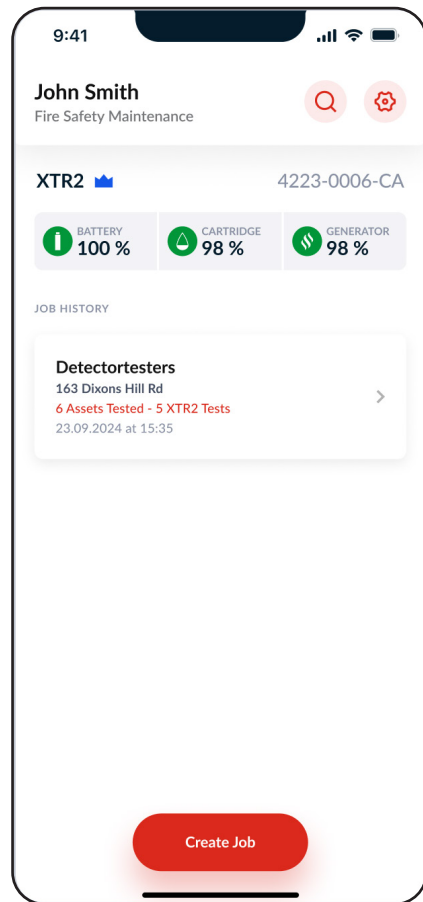 9:41
John Smith
Fire Safety Maintenance
XTR2
4223-0006-CA
BATTERY
100 %
CARTRIDGE
98 %
GENERATOR
98 %
JOB HISTORY
Detectortesters
163 Dixons Hill Rd
6 Assets Tested - 5 XTR2 Tests
23.09.2024 at 15:35
Create Job